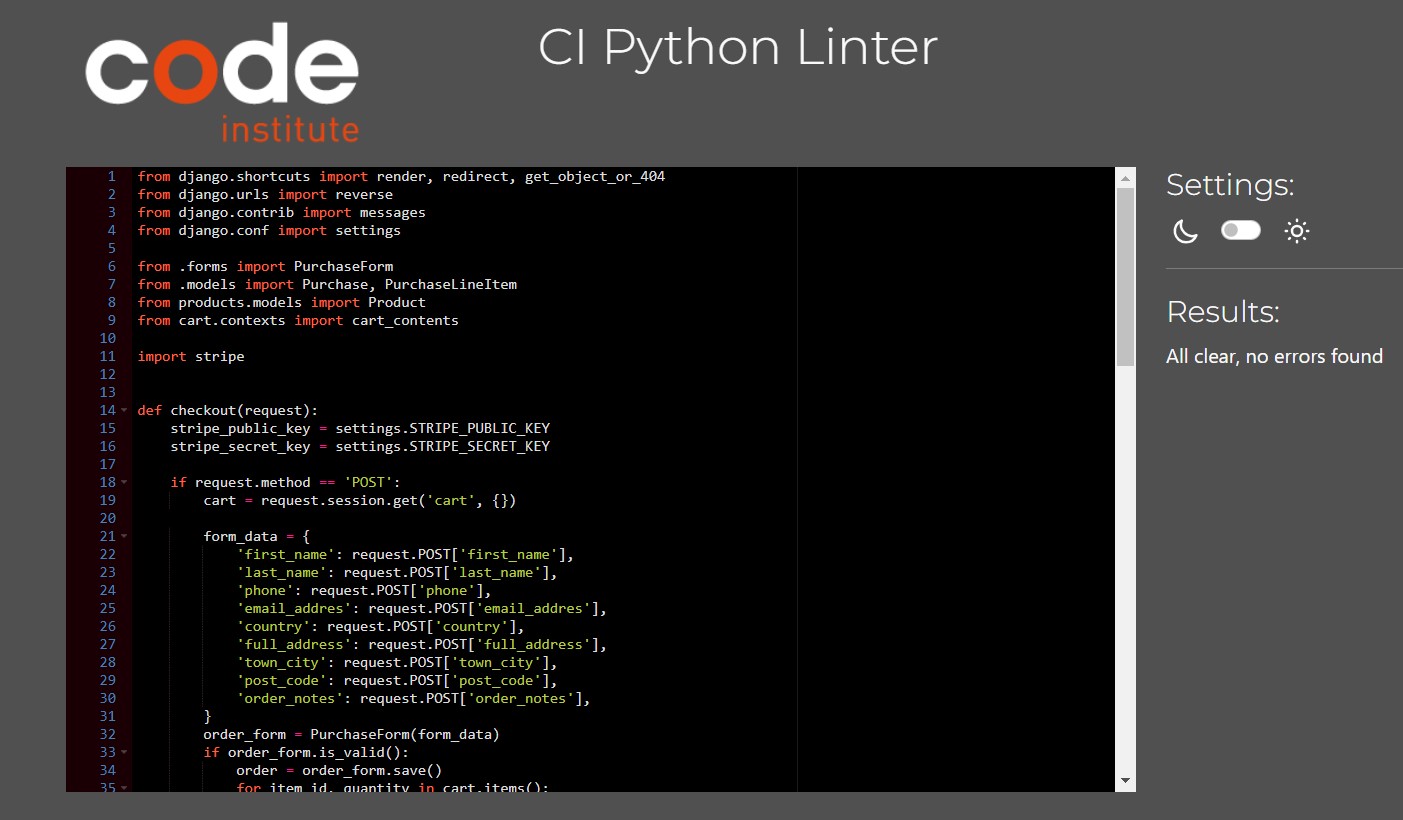 code
institute
CI Python Linter
1 from django.shortcuts import render, redirect, get_object_or_404
2 from django.urls import reverse
3 from django.contrib import messages
4 from django.conf import settings
5
6 from .forms import PurchaseForm
7 from .models import Purchase, PurchaseLineItem
8 from products.models import Product
9 from cart.contexts import cart_contents
10
11 import stripe
12
13
14 def checkout(request):
15     stripe_public_key = settings.STRIPE_PUBLIC_KEY
16     stripe_secret_key = settings.STRIPE_SECRET_KEY
17
18     if request.method == 'POST':
19         cart = request.session.get('cart', {})
20
21         form_data = {
22             'first_name': request.POST['first_name'],
23             'last_name': request.POST['last_name'],
24             'phone': request.POST['phone'],
25             'email_addres': request.POST['email_addres'],
26             'country': request.POST['country'],
27             'full_address': request.POST['full_address'],
28             'town_city': request.POST['town_city'],
29             'post_code': request.POST['post_code'],
30             'order_notes': request.POST['order_notes'],
31         }
32         order_form = PurchaseForm(form_data)
33         if order_form.is_valid():
34             order = order_form.save()
35             for item_id, quantity in cart.items():
Settings:
Results:
All clear, no errors found